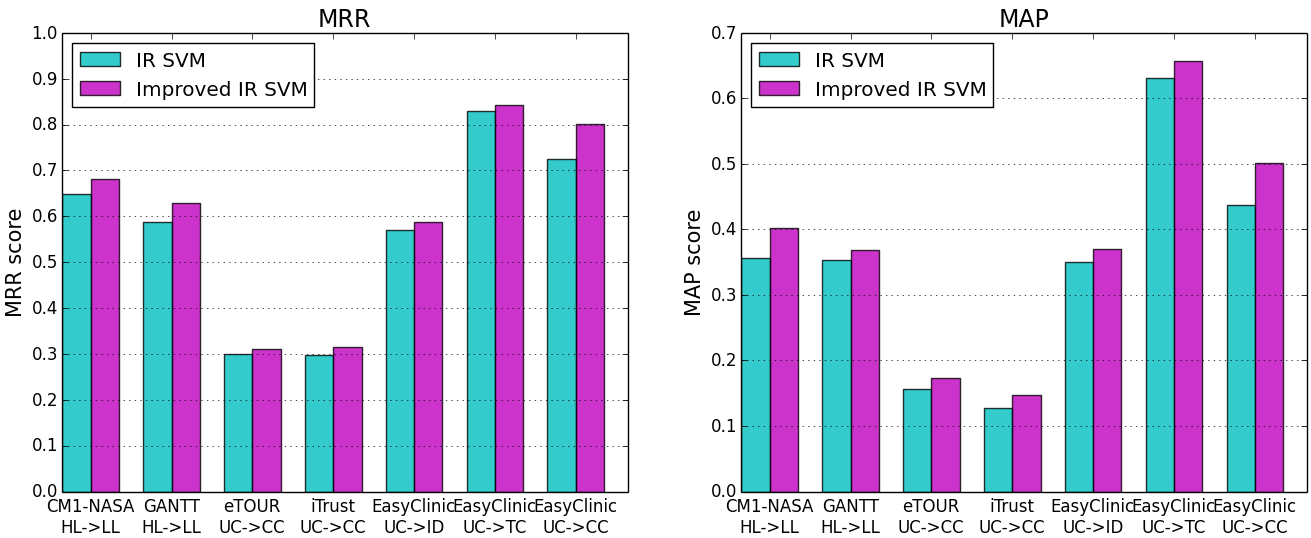 MRR
MRR score
1.0
0.9
0.8
0.7
0.6
0.5
0.4
0.3
0.2
0.1
0.0
IR SVM
Improved IR SVM
CM1-NASA GANTT eTOUR iTrust EasyClinic EasyClinic EasyClinic
HL->LL HL->LL UC->CC UC->CC UC->ID UC->TC UC->CC
MAP
MAP score
0.7
0.6
0.5
0.4
0.3
0.2
0.1
0.0
IR SVM
Improved IR SVM
CM1-NASA GANTT eTOUR iTrust EasyClinic EasyClinic EasyClinic
HL->LL HL->LL UC->CC UC->CC UC->ID UC->TC UC->CC